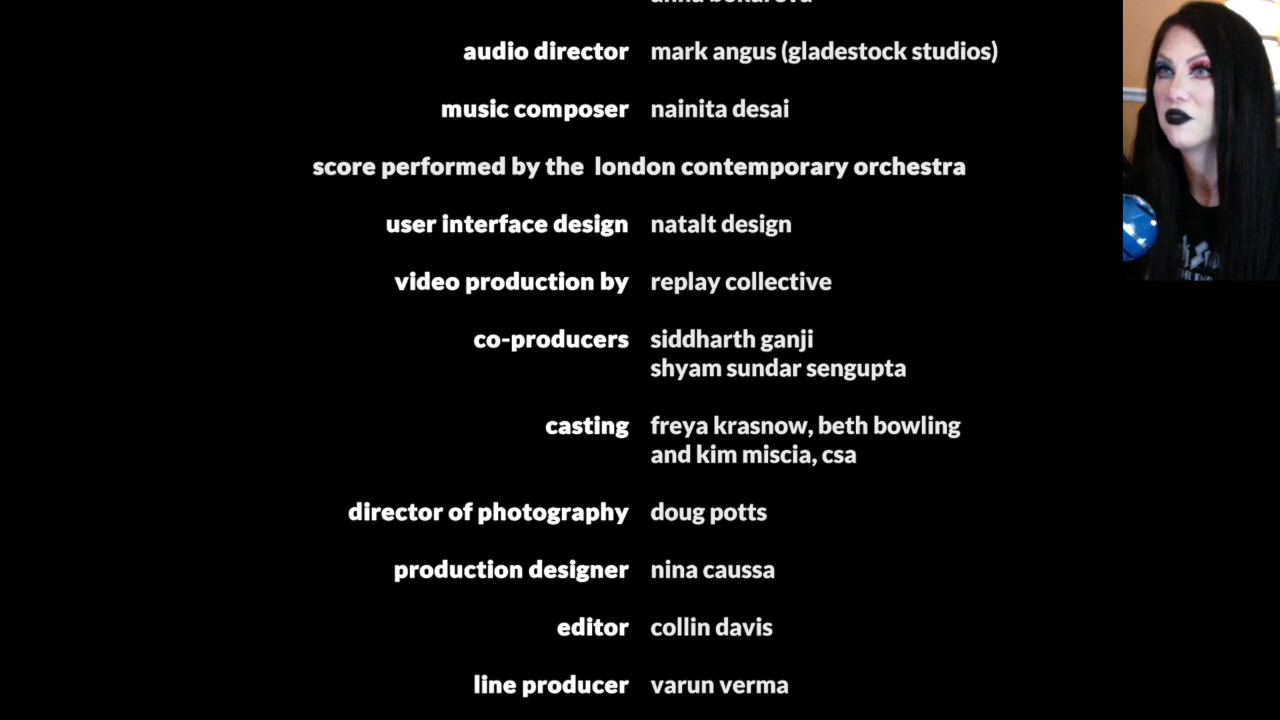 audio director mark angus (gladestock studios)
music composer nainita desai
score performed by the london contemporary orchestra
user interface design natalt design
video production by replay collective
co-producers siddharth ganji
shyam sundar sengupta
casting freya krasnow, beth bowling
and kim miscia, csa
director of photography doug potts
production designer nina caussa
editor collin davis
line producer varun verma